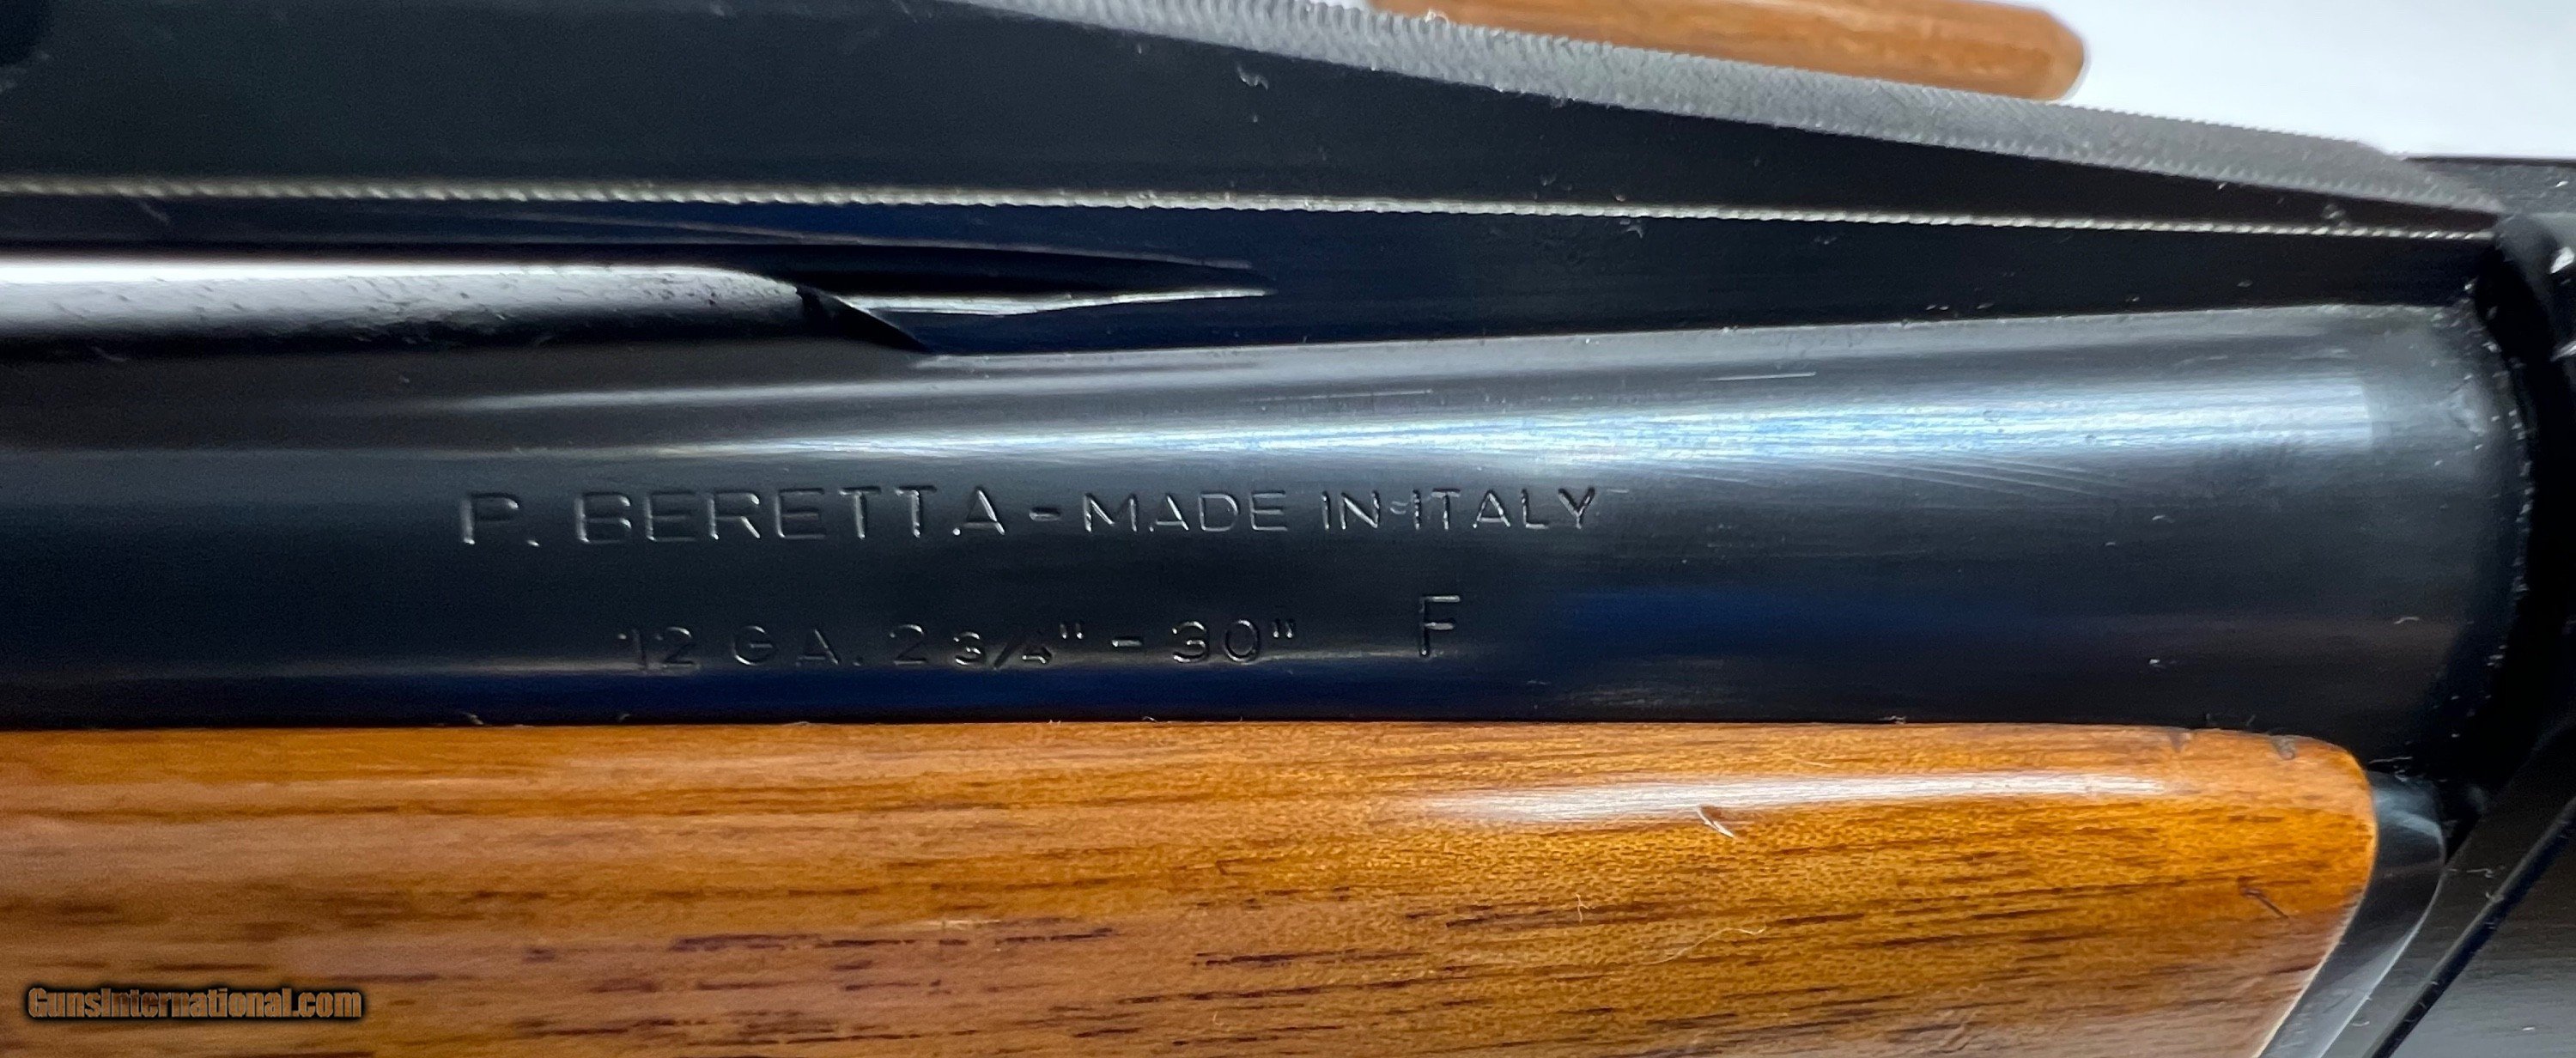 P. BERETTA - MADE IN ITALY
12 GA. 2 3/4" - 30" F
GunsInternational.com